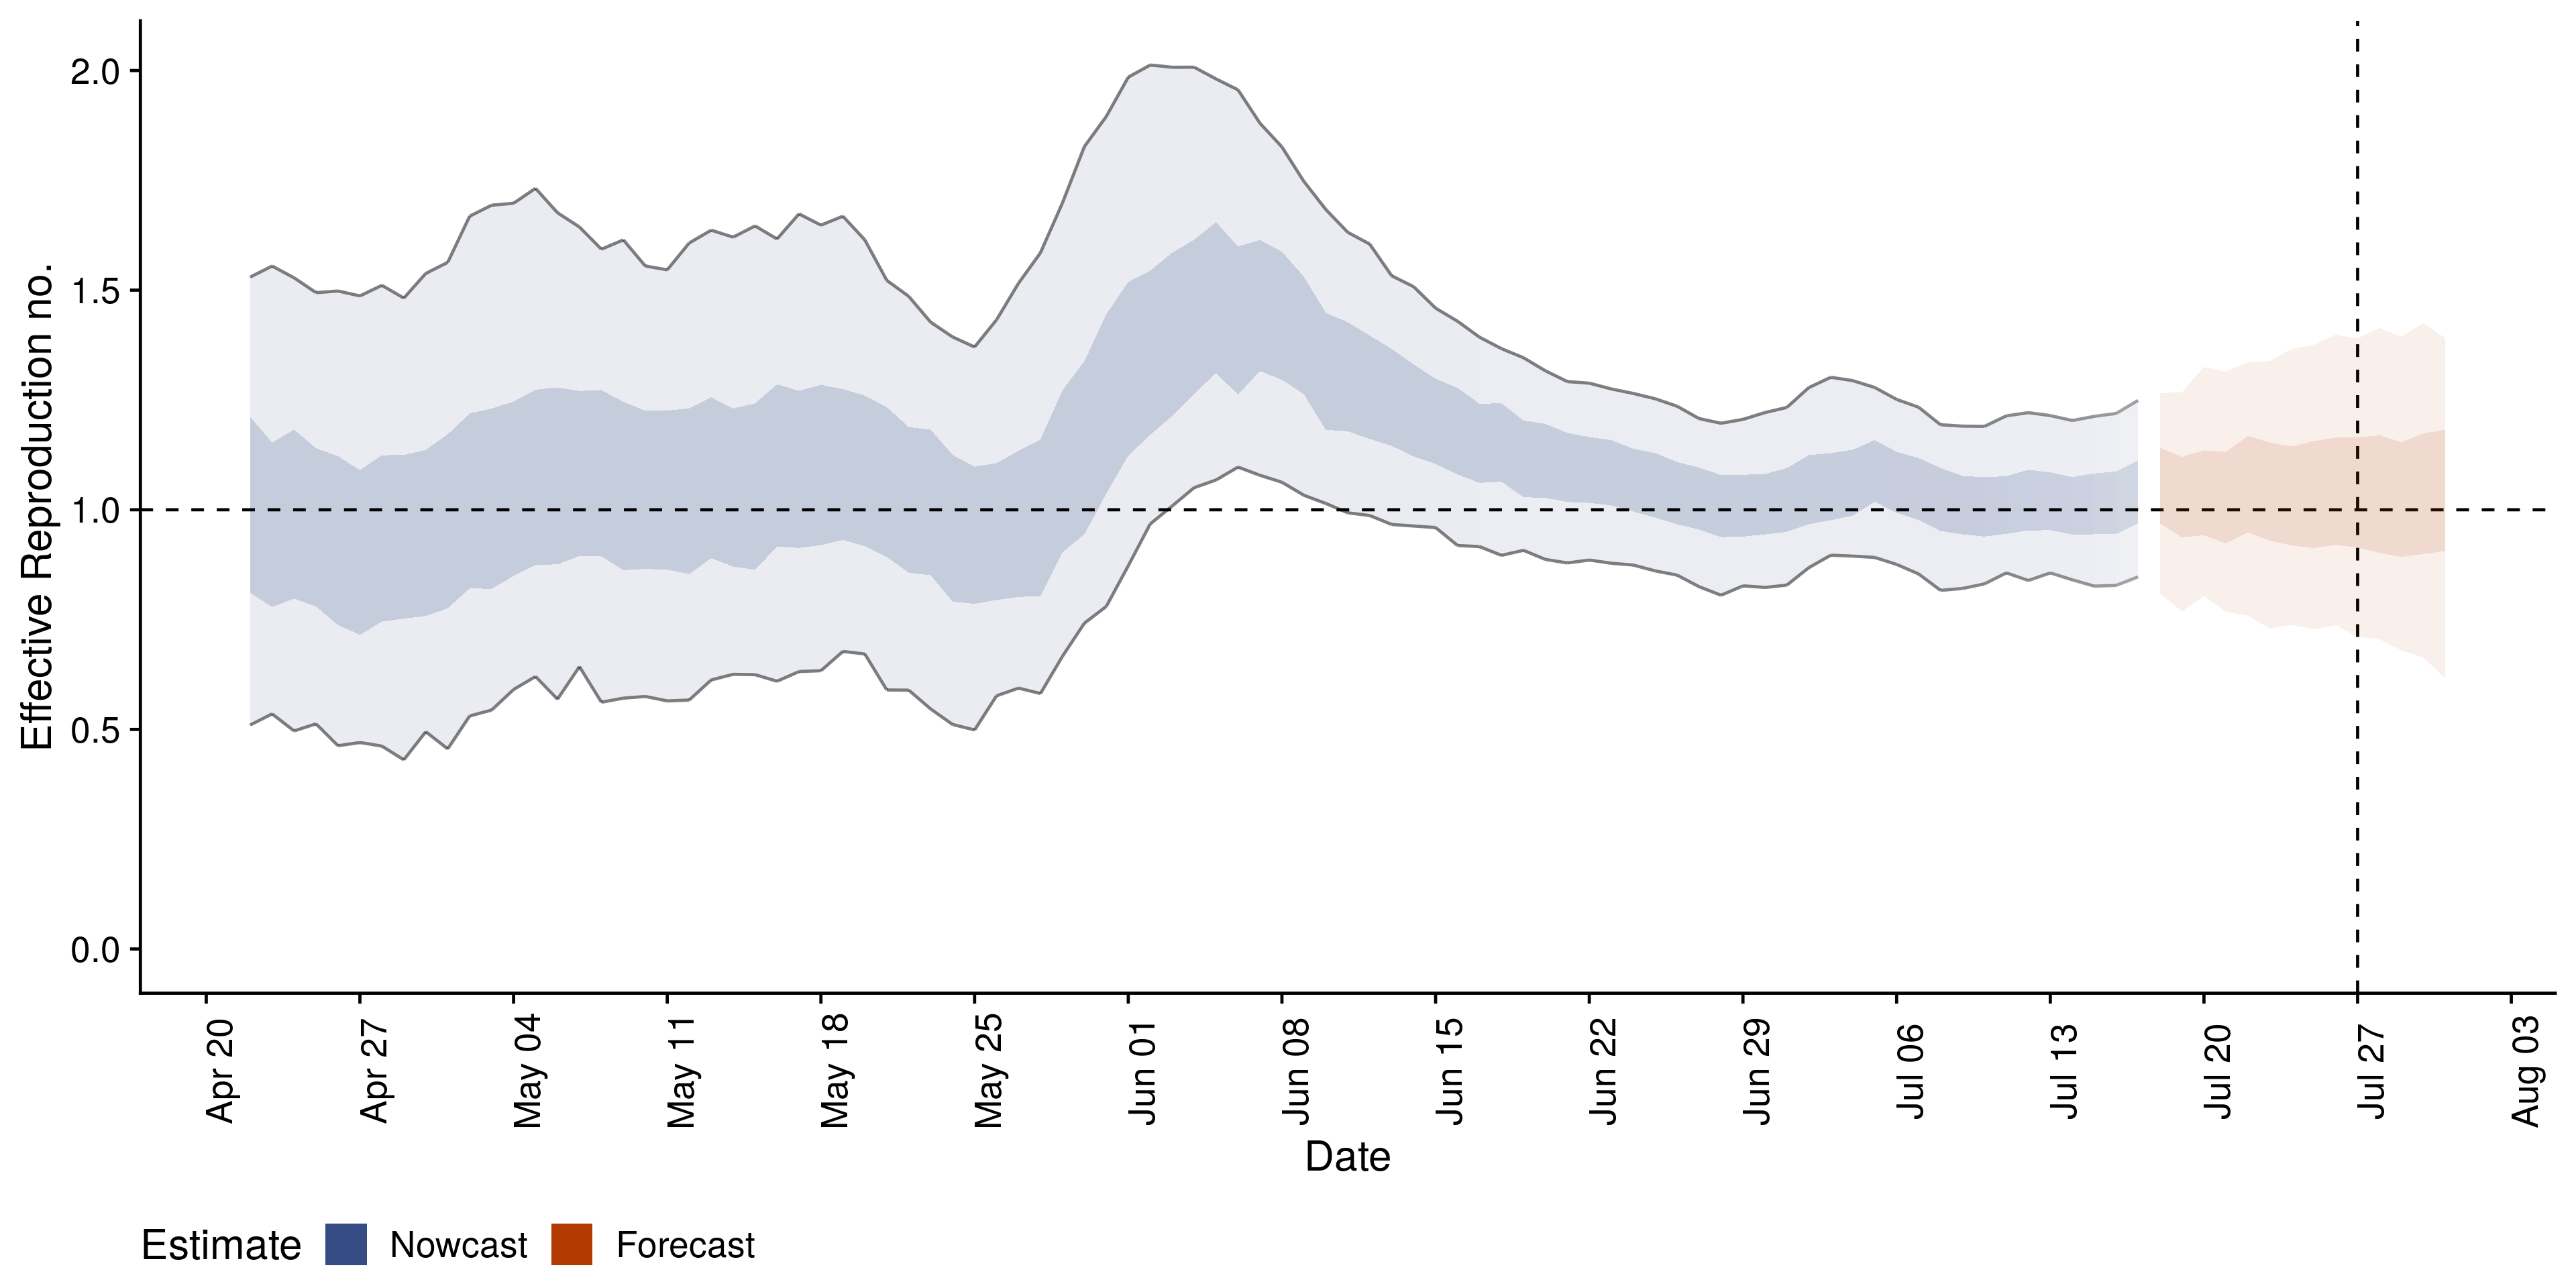 Effective Reproduction no.
2.0
1.5
1.0
0.5
0.0
Apr 20
Apr 27
May 04
May 11
May 18
May 25
Jun 01
Jun 08
Jun 15
Jun 22
Jun 29
Jul 06
Jul 13
Jul 20
Jul 27
Aug 03
Date
Estimate Nowcast Forecast